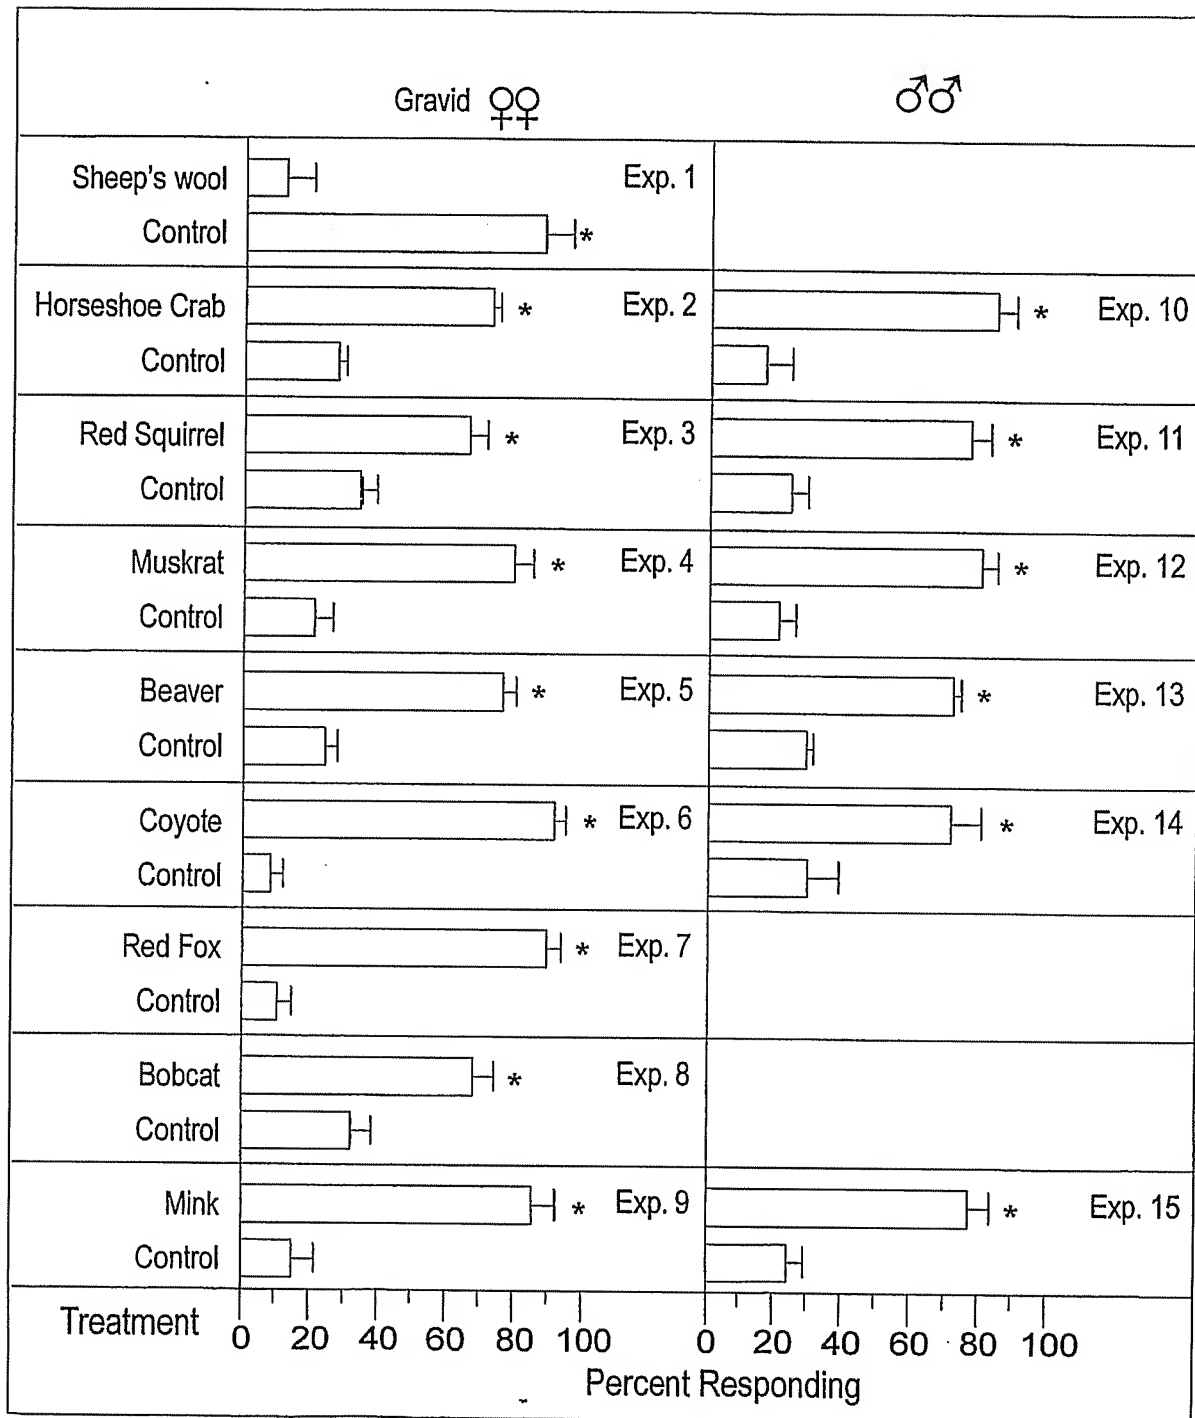 Gravid ♀♀ ♂♂
Sheep's wool Exp. 1
Control *
Horseshoe Crab * Exp. 2 * Exp. 10
Control
Red Squirrel * Exp. 3 * Exp. 11
Control
Muskrat * Exp. 4 * Exp. 12
Control
Beaver * Exp. 5 * Exp. 13
Control
Coyote * Exp. 6 * Exp. 14
Control
Red Fox * Exp. 7
Control
Bobcat * Exp. 8
Control
Mink * Exp. 9 * Exp. 15
Control
Treatment 0 20 40 60 80 100 0 20 40 60 80 100
Percent Responding